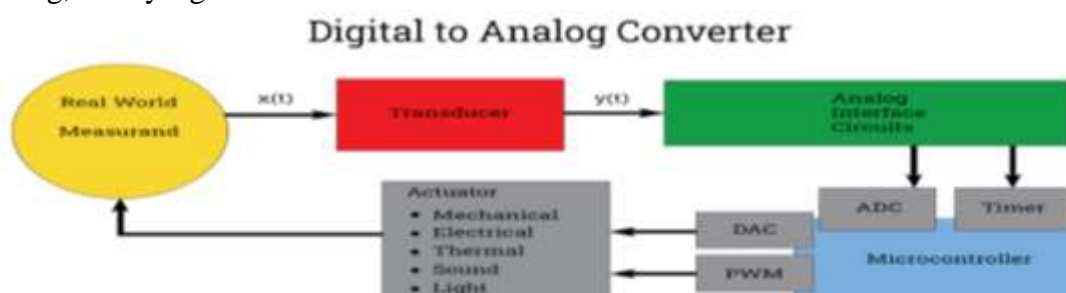 Digital to Analog Converter
Real World
Measurand
x(t)
Transducer
y(t)
Analog
Interface
Circuits
Actuator
• Mechanical
• Electrical
• Thermal
• Sound
• Light
DAC
PWM
ADC
Timer
Microcontroller